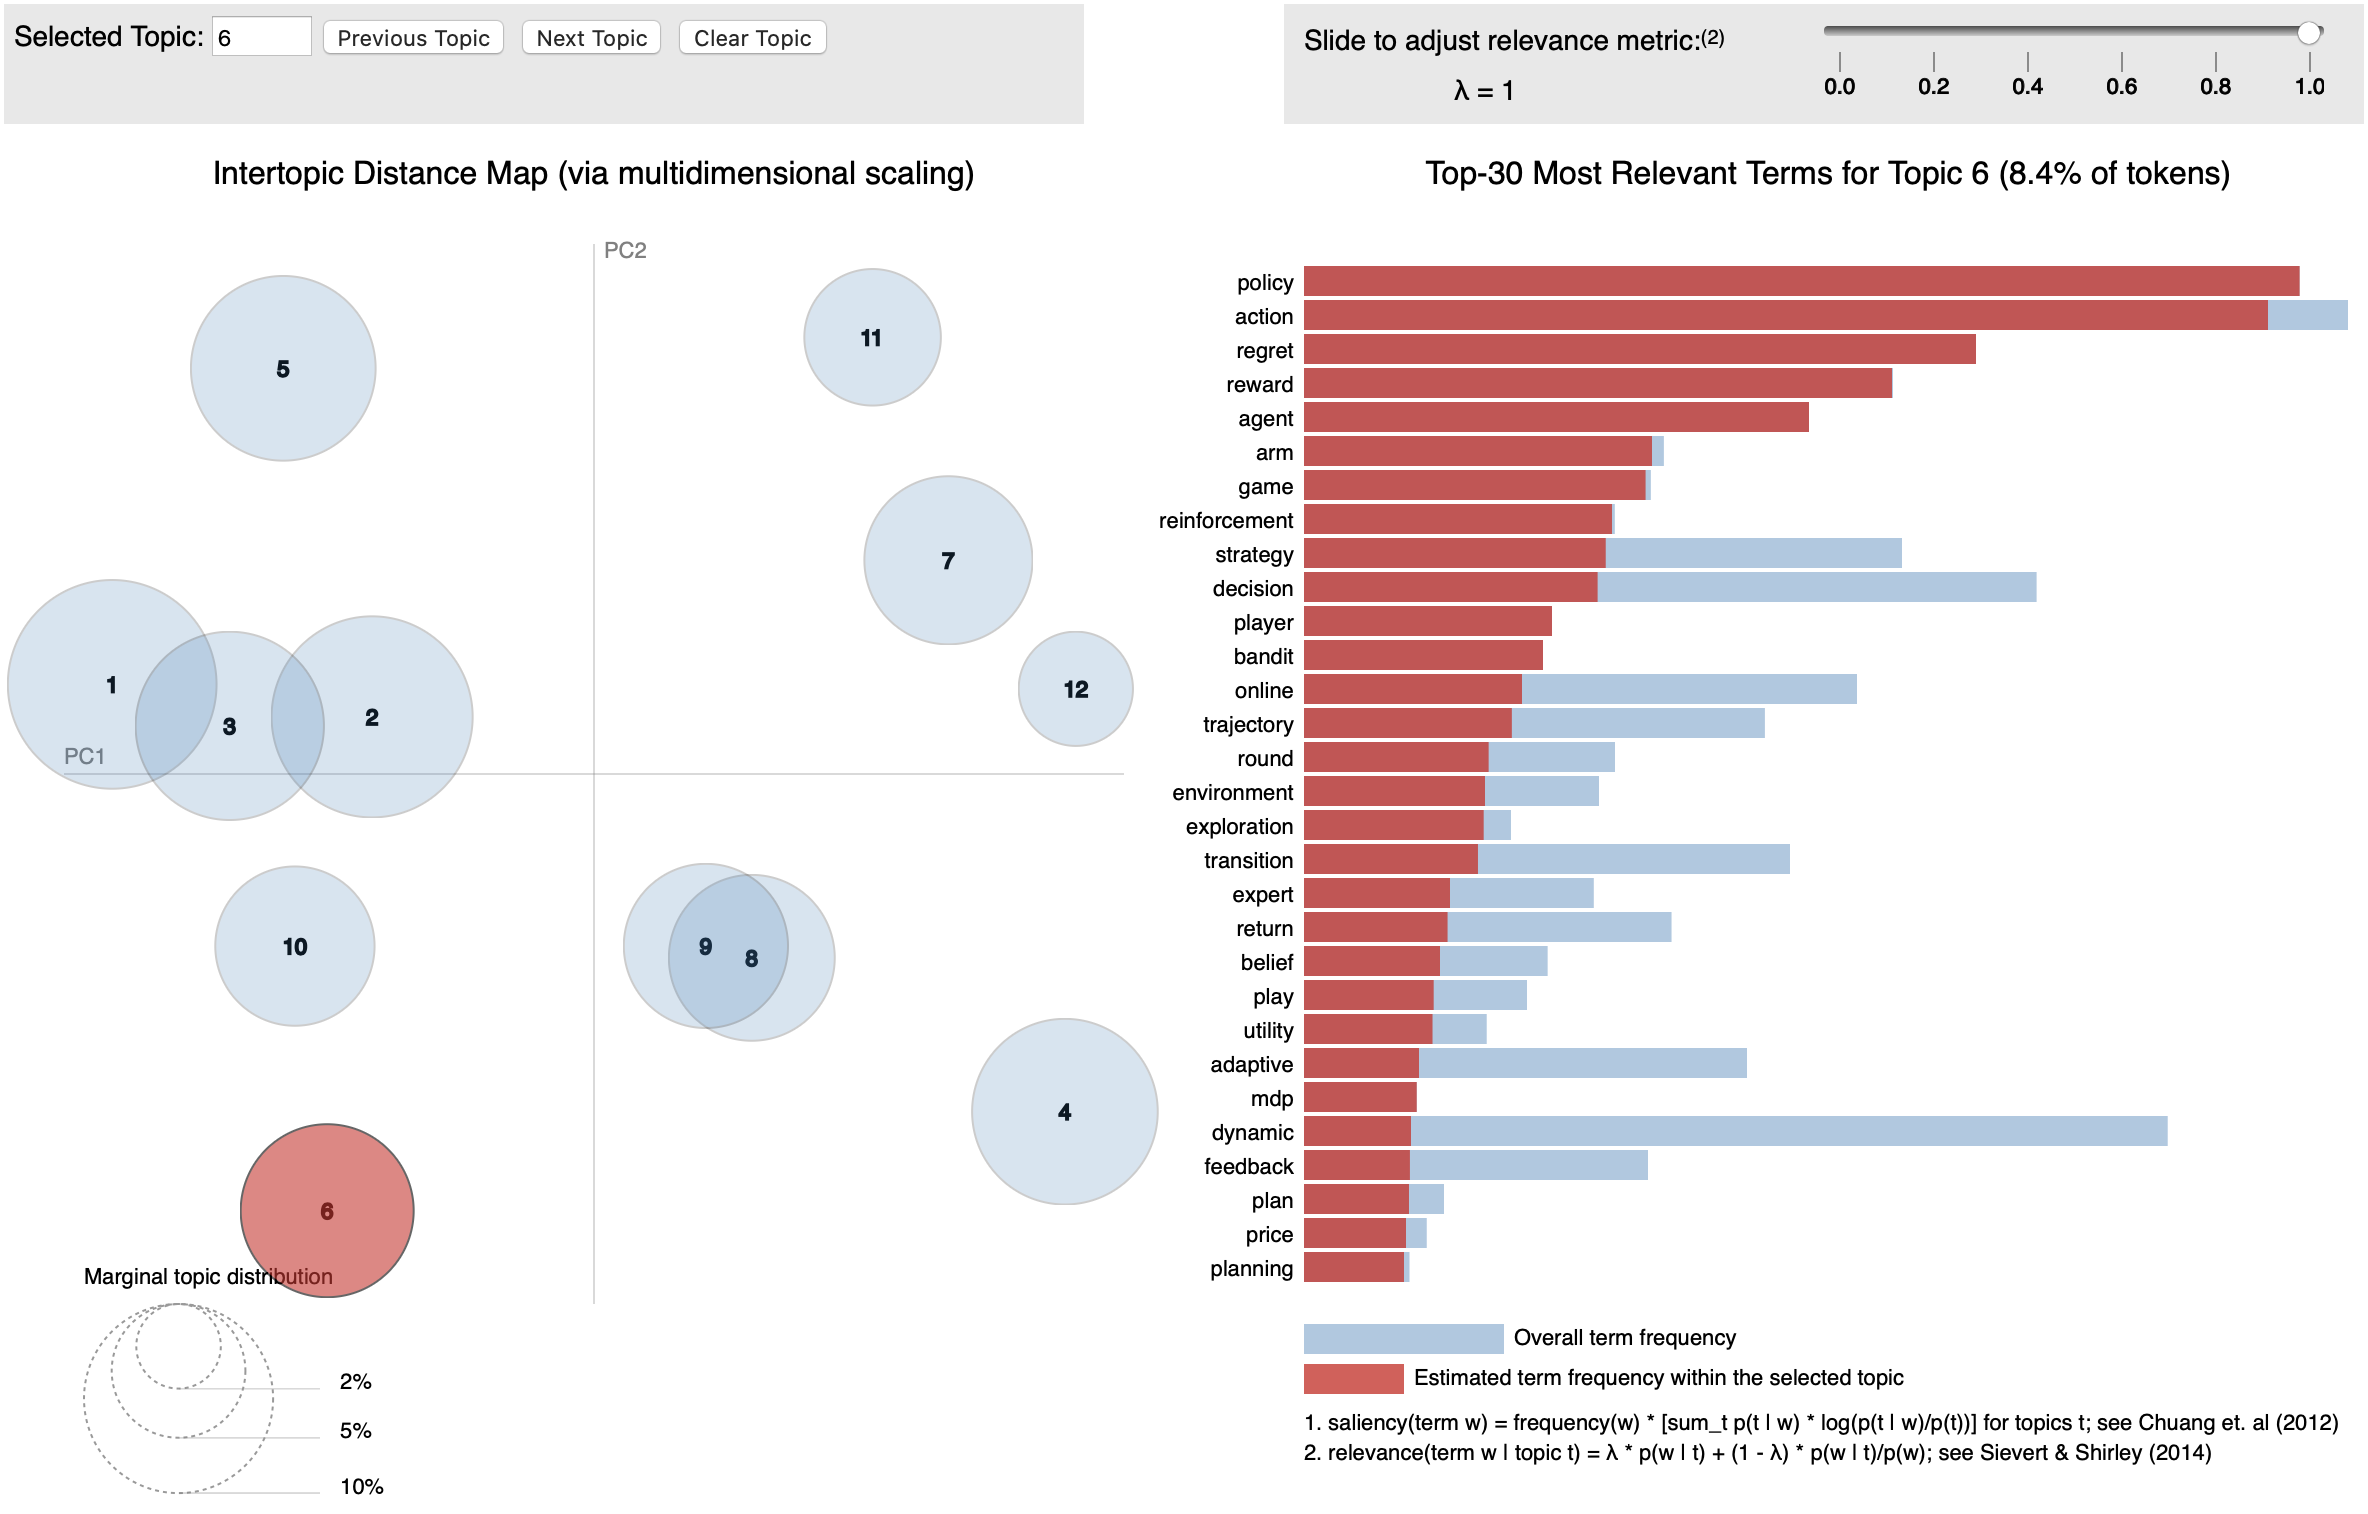 Selected Topic: 6 Previous Topic Next Topic Clear Topic
Slide to adjust relevance metric:(2)
λ = 1
0.0 0.2 0.4 0.6 0.8 1.0
Intertopic Distance Map (via multidimensional scaling)
PC2
5
11
7
12
1
3
2
PC1
10
9
8
4
6
Marginal topic distribution
2%
5%
10%
Top-30 Most Relevant Terms for Topic 6 (8.4% of tokens)
policy
action
regret
reward
agent
arm
game
reinforcement
strategy
decision
player
bandit
online
trajectory
round
environment
exploration
transition
expert
return
belief
play
utility
adaptive
mdp
dynamic
feedback
plan
price
planning
Overall term frequency
Estimated term frequency within the selected topic
1. saliency(term w) = frequency(w) * [sum_t p(t | w) * log(p(t | w)/p(t))] for topics t; see Chuang et. al (2012)
2. relevance(term w | topic t) = λ * p(w | t) + (1 - λ) * p(w | t)/p(w); see Sievert & Shirley (2014)